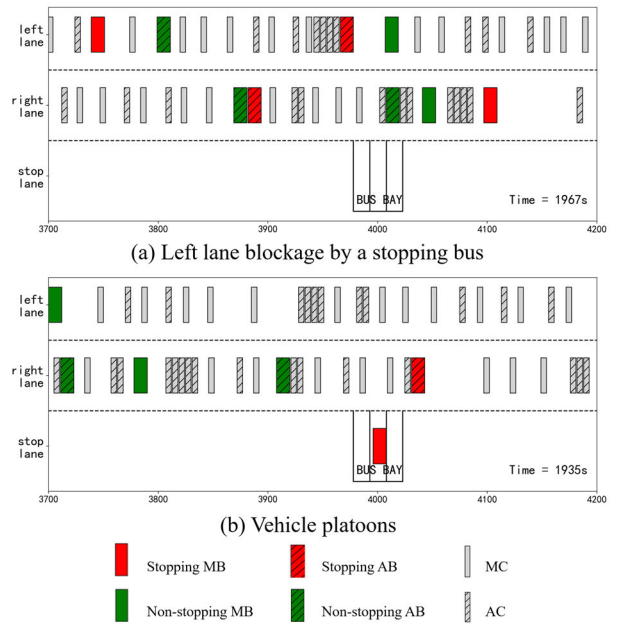 left
lane
right
lane
stop
lane
BUS BAY
Time = 1967s
3700 3800 3900 4000 4100 4200
(a) Left lane blockage by a stopping bus
left
lane
right
lane
stop
lane
BUS BAY
Time = 1935s
3700 3800 3900 4000 4100 4200
(b) Vehicle platoons
Stopping MB Stopping AB MC
Non-stopping MB Non-stopping AB AC